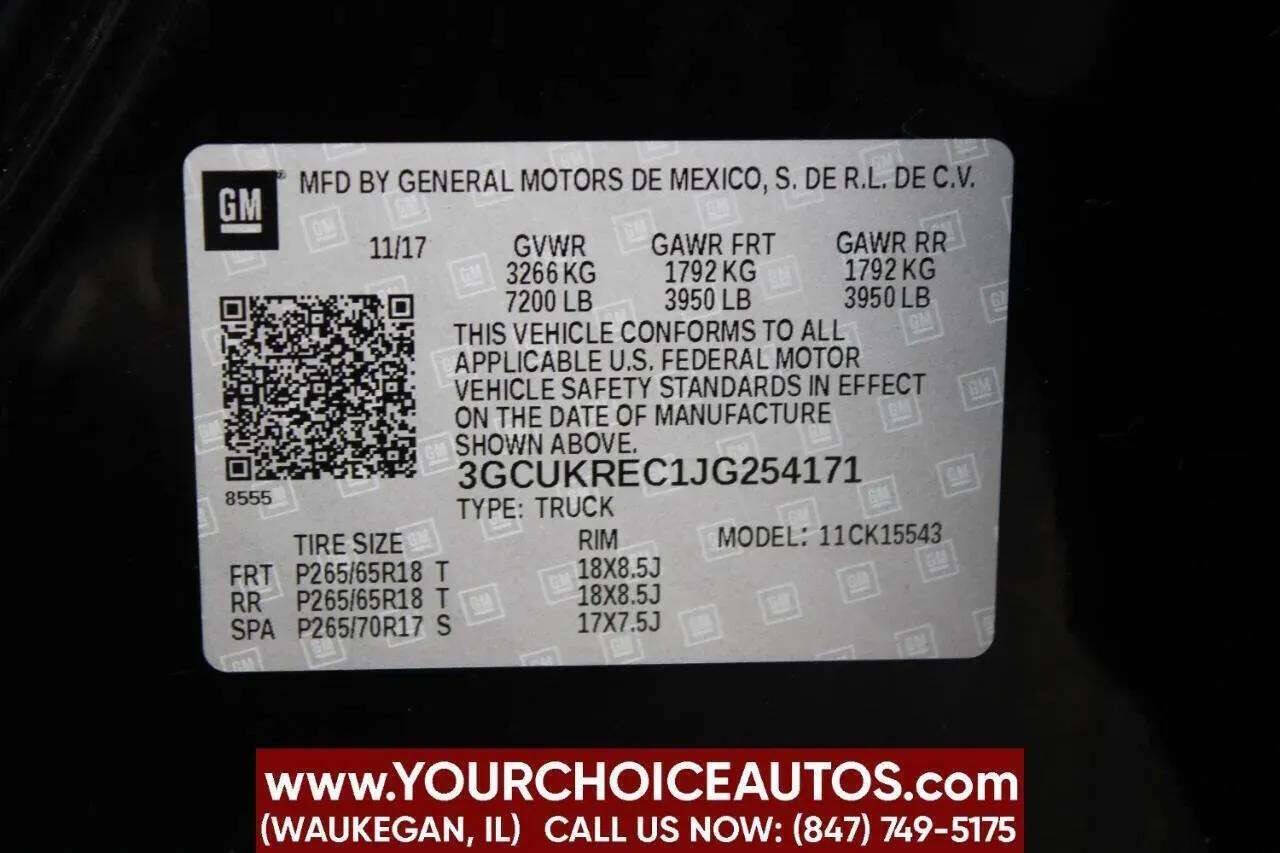 GM
MFD BY GENERAL MOTORS DE MEXICO, S. DE R.L. DE C.V.
11/17 GVWR GAWR FRT GAWR RR
3266 KG 1792 KG 1792 KG
7200 LB 3950 LB 3950 LB
THIS VEHICLE CONFORMS TO ALL
APPLICABLE U.S. FEDERAL MOTOR
VEHICLE SAFETY STANDARDS IN EFFECT
ON THE DATE OF MANUFACTURE
SHOWN ABOVE.
3GCUKREC1JG254171
8555
TYPE: TRUCK
TIRE SIZE RIM MODEL: 11CK15543
FRT P265/65R18 T 18X8.5J
RR P265/65R18 T 18X8.5J
SPA P265/70R17 S 17X7.5J
www.YOURCHOICEAUTOS.com
(WAUKEGAN, IL) CALL US NOW: (847) 749-5175